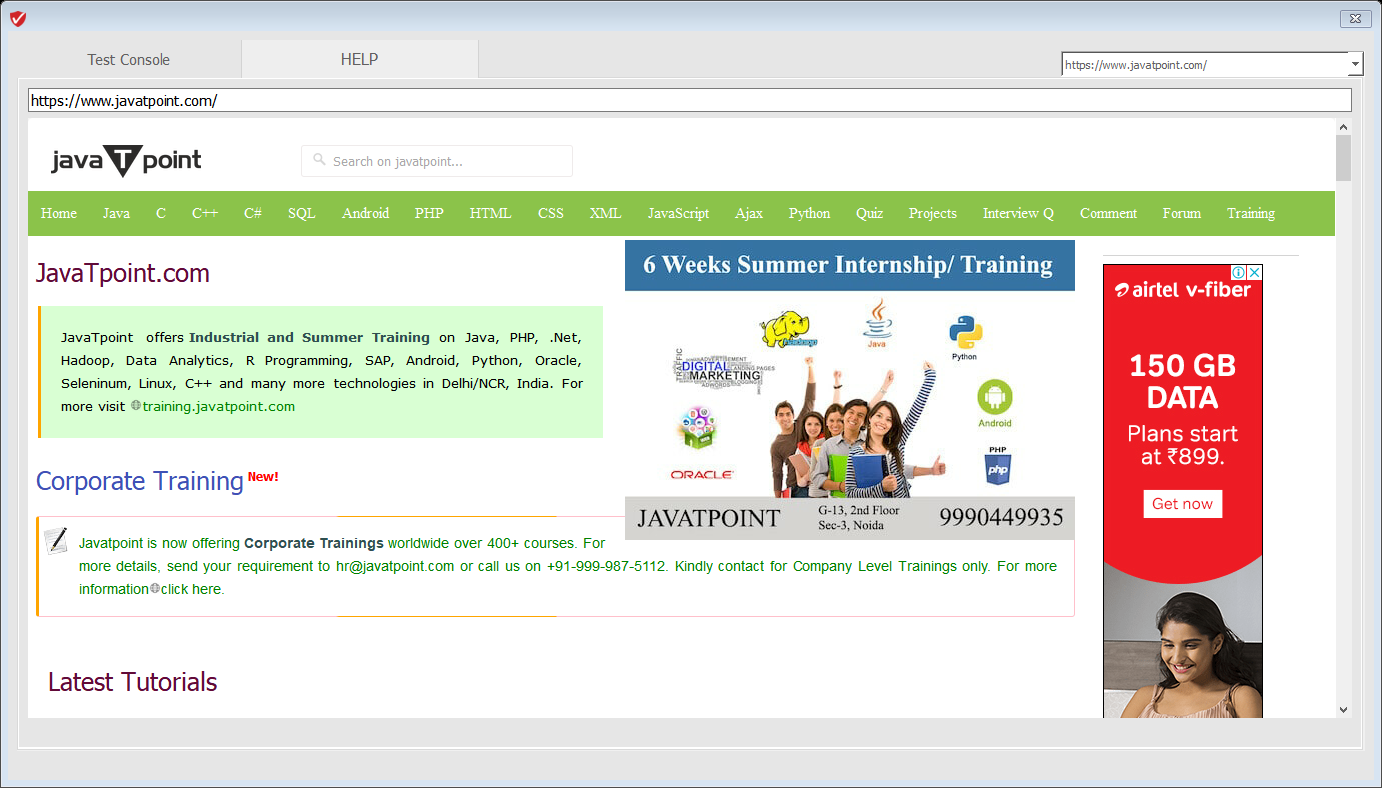 Test Console
HELP
https://www.javatpoint.com/
https://www.javatpoint.com/
javaTpoint
Search on javatpoint...
Home Java C C++ C# SQL Android PHP HTML CSS XML JavaScript Ajax Python Quiz Projects Interview Q Comment Forum Training
JavaTpoint.com
JavaTpoint offers Industrial and Summer Training on Java, PHP, .Net,
Hadoop, Data Analytics, R Programming, SAP, Android, Python, Oracle,
Seleninum, Linux, C++ and many more technologies in Delhi/NCR, India. For
more visit training.javatpoint.com
6 Weeks Summer Internship/ Training
Java
Python
TRAFFIC
ADVERTISEMENT
LANDING PAGES
DIGITAL
MARKETING
ADWORDS
Android
ORACLE
PHP
php
JAVATPOINT
G-13, 2nd Floor
Sec-3, Noida
9990449935
Corporate Training New!
Javatpoint is now offering Corporate Trainings worldwide over 400+ courses. For
more details, send your requirement to hr@javatpoint.com or call us on +91-999-987-5112. Kindly contact for Company Level Trainings only. For more
information click here.
Latest Tutorials
airtel v-fiber
150 GB
DATA
Plans start
at ₹899.
Get now